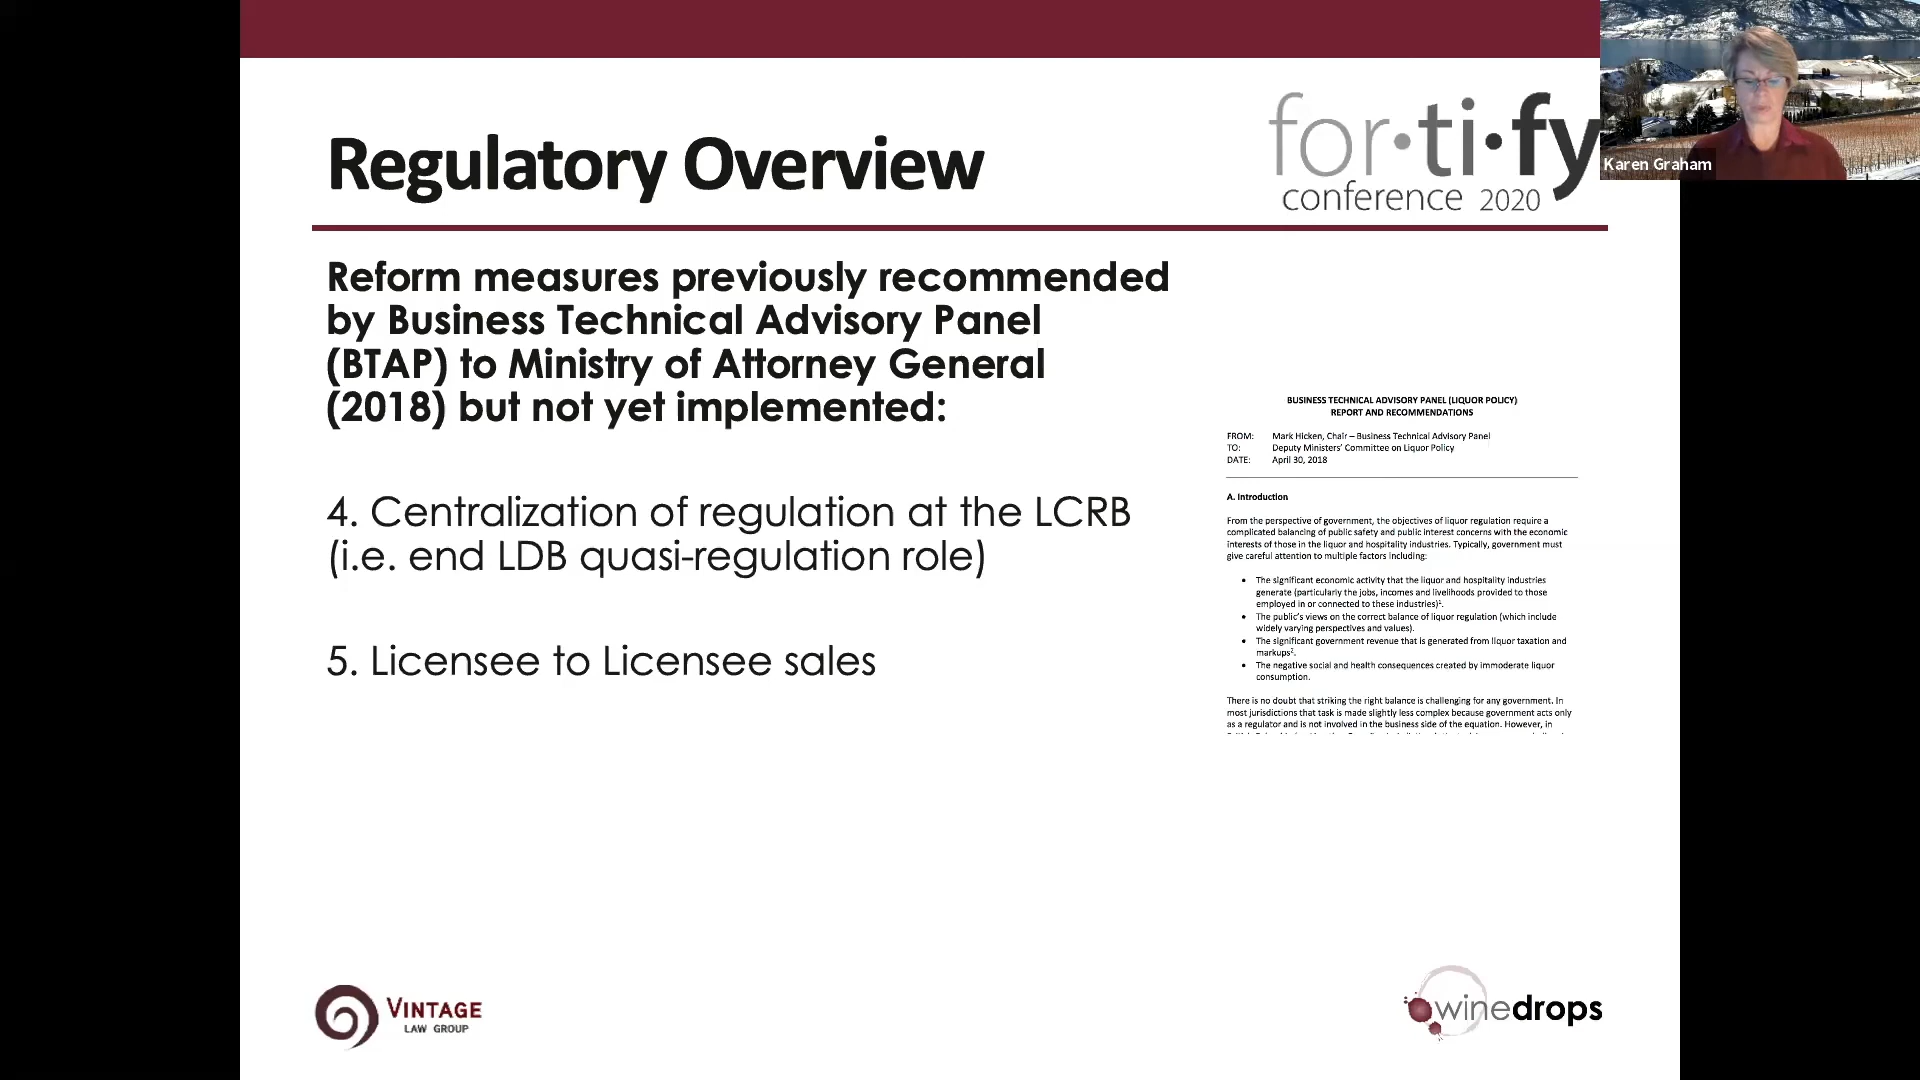 Regulatory Overview
for·ti·fy
conference 2020
Karen Graham
Reform measures previously recommended
by Business Technical Advisory Panel
(BTAP) to Ministry of Attorney General
(2018) but not yet implemented:
4. Centralization of regulation at the LCRB
(i.e. end LDB quasi-regulation role)
5. Licensee to Licensee sales
BUSINESS TECHNICAL ADVISORY PANEL (LIQUOR POLICY)
REPORT AND RECOMMENDATIONS
FROM: Mark Hicken, Chair – Business Technical Advisory Panel
TO: Deputy Ministers' Committee on Liquor Policy
DATE: April 30, 2018
A. Introduction
From the perspective of government, the objectives of liquor regulation require a
complicated balancing of public safety and public interest concerns with the economic
interests of those in the liquor and hospitality industries. Typically, government must
give careful attention to multiple factors including:
• The significant economic activity that the liquor and hospitality industries
generate (particularly the jobs, incomes and livelihoods provided to those
employed in or connected to these industries)¹.
• The public's views on the correct balance of liquor regulation (which include
widely varying perspectives and values).
• The significant government revenue that is generated from liquor taxation and
markups².
• The negative social and health consequences created by immoderate liquor
consumption.
There is no doubt that striking the right balance is challenging for any government. In
most jurisdictions that task is made slightly less complex because government acts only
as a regulator and is not involved in the business side of the equation. However, in
VINTAGE
LAW GROUP
winedrops